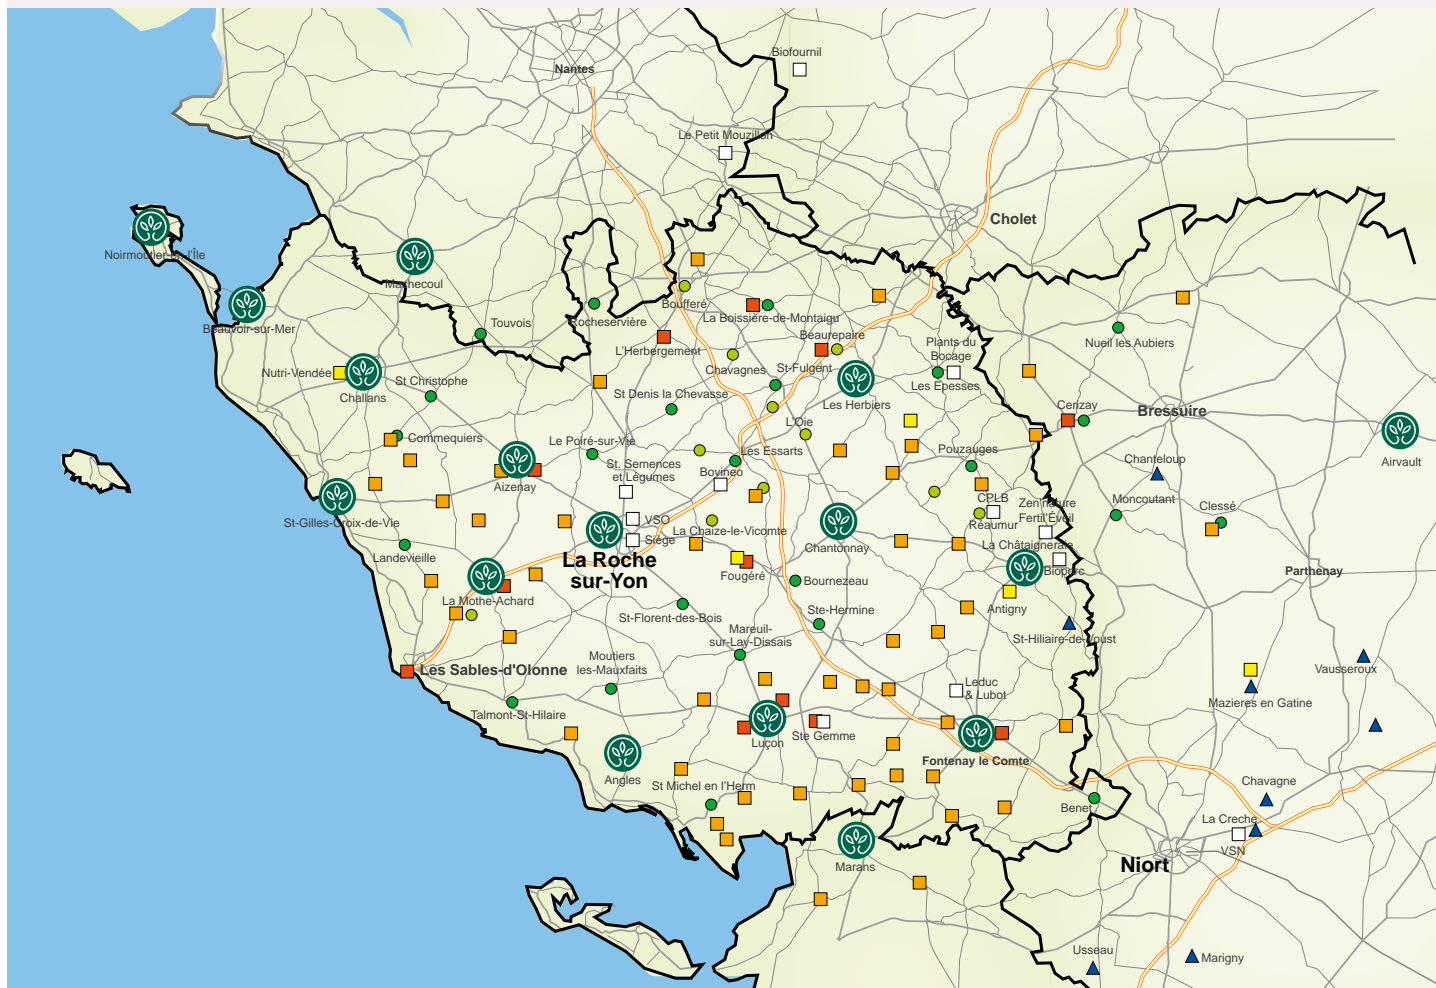 Biofournil
Nantes
Le Petit Mouzillon
Cholet
Noirmoutier-en-l'Île
Machecoul
Boufferé
La Boissière-de-Montaigu
Rocheservière
Touvois
Beauvoir-sur-Mer
Beaurepaire
Nueil les Aubiers
Plants du
Bocage
L'Herbergement
Chavagnes
St-Fulgent
Nutri-Vendée
St Christophe
Challans
Les Epesses
St Denis la Chevasse
Les Herbiers
Cerizay
Bressuire
L'Oie
Commequiers
Le Poiré-sur-Vie
Les Essarts
Pouzauges
Chanteloup
Airvault
St. Semences
et Légumes
Bovineo
Aizenay
CPLB
Réaumur
Zen'nature
Fertil'Éveil
Moncoutant
Clessé
St-Gilles-Croix-de-Vie
VSO
Siège
La Chaize-le-Vicomte
Chantonnay
La Châtaigneraie
Bioparc
Landevieille
La Roche
sur-Yon
Fougéré
Bournezeau
Parthenay
La Mothe-Achard
Antigny
St-Florent-des-Bois
Ste-Hermine
Mareuil-
sur-Lay-Dissais
St-Hiliaire-de-Voust
Les Sables-d'Olonne
Moutiers
les-Mauxfaits
Vausseroux
Leduc
& Lubot
Mazieres en Gatine
Talmont-St-Hilaire
Luçon
Ste Gemme
Fontenay le Comte
Angles
St Michel en l'Herm
Chavagne
Benet
La Creche
VSN
Marans
Niort
Usseau
Marigny